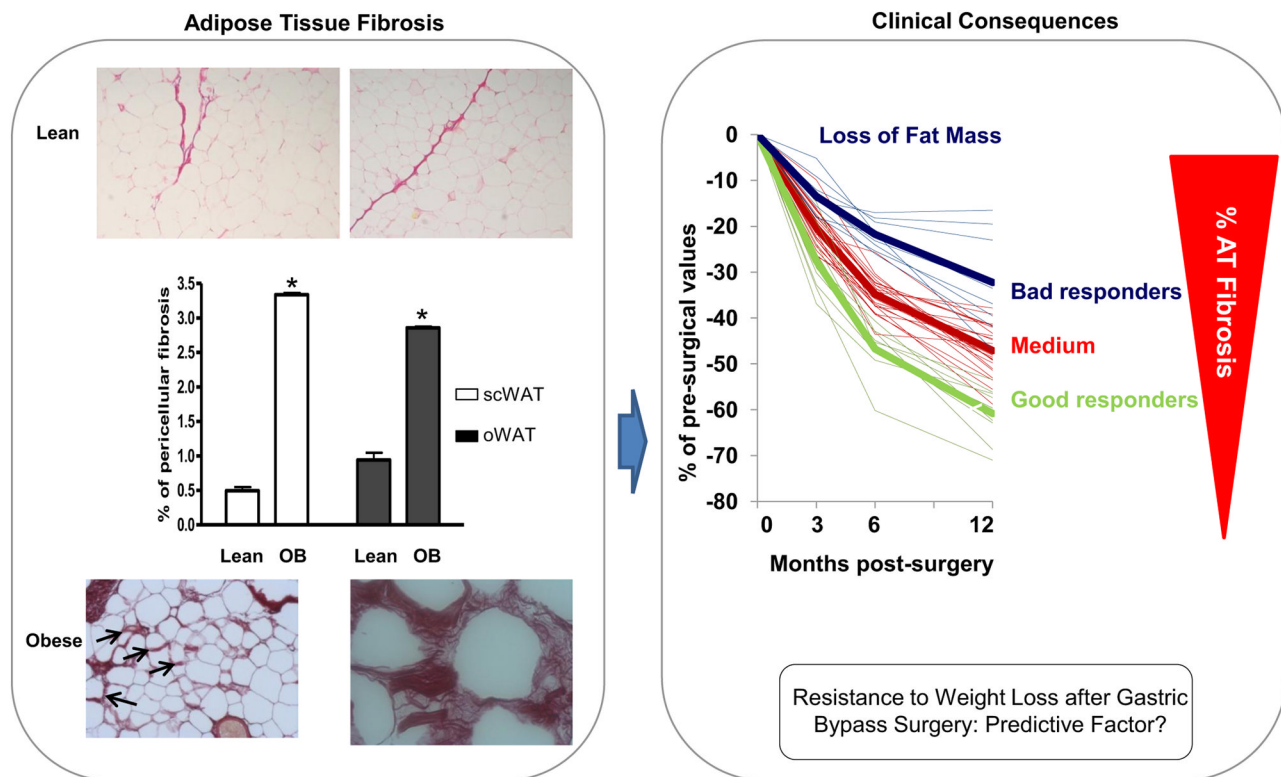 Adipose Tissue Fibrosis
Lean
% of pericellular fibrosis
3.5
3.0
2.5
2.0
1.5
1.0
0.5
0.0
*
*
scWAT
oWAT
Lean OB Lean OB
Obese
Clinical Consequences
Loss of Fat Mass
% of pre-surgical values
0
-10
-20
-30
-40
-50
-60
-70
-80
0 3 6 12
Months post-surgery
Bad responders
Medium
Good responders
% AT Fibrosis
Resistance to Weight Loss after Gastric
Bypass Surgery: Predictive Factor?